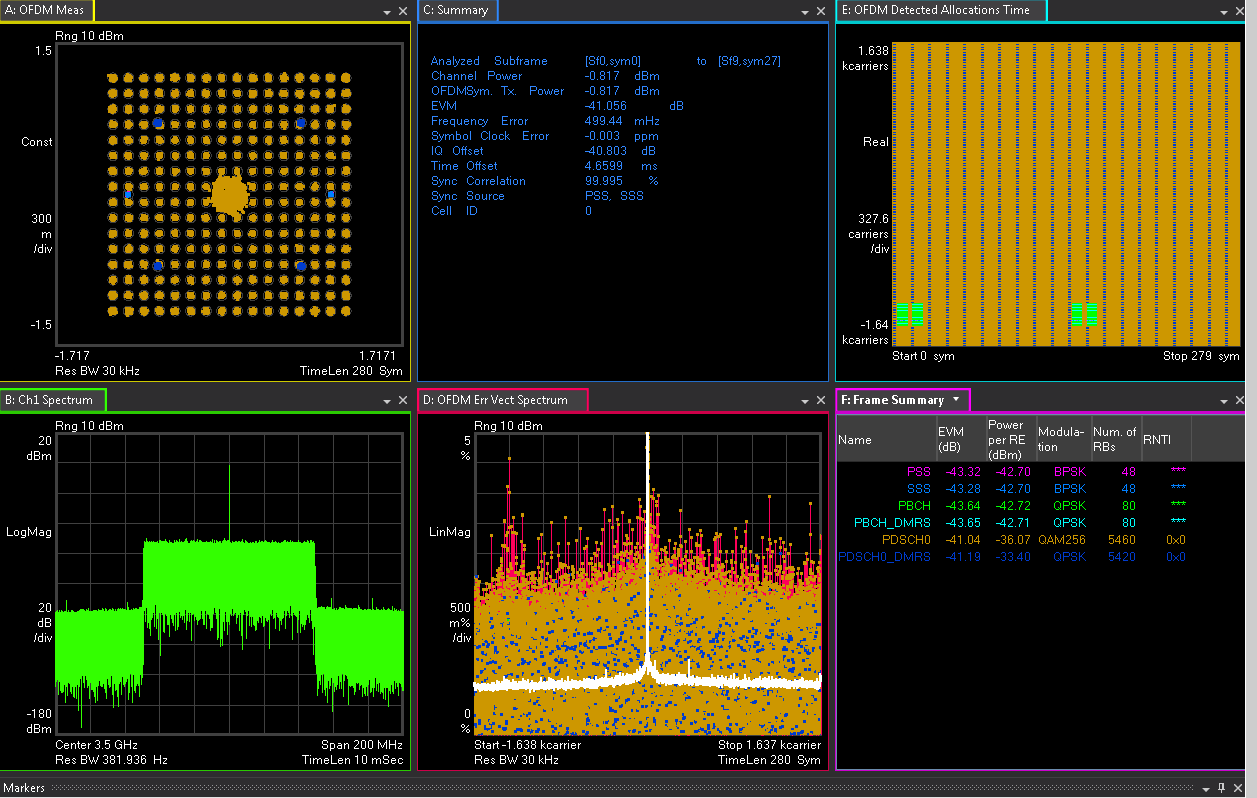 A: OFDM Meas
Rng 10 dBm
1.5
Const
300
m
/div
-1.5
-1.717 1.7171
Res BW 30 kHz TimeLen 280 Sym
C: Summary
Analyzed Subframe [Sf0,sym0] to [Sf9,sym27]
Channel Power -0.817 dBm
OFDMSym. Tx. Power -0.817 dBm
EVM -41.056 dB
Frequency Error 499.44 mHz
Symbol Clock Error -0.003 ppm
IQ Offset -40.803 dB
Time Offset 4.6599 ms
Sync Correlation 99.995 %
Sync Source PSS, SSS
Cell ID 0
E: OFDM Detected Allocations Time
1.638
kcarriers
Real
327.6
carriers
/div
-1.64
kcarriers
Start 0 sym Stop 279 sym
B: Ch1 Spectrum
Rng 10 dBm
20
dBm
LogMag
20
dB
/div
-180
dBm
Center 3.5 GHz Span 200 MHz
Res BW 381.936 Hz TimeLen 10 mSec
D: OFDM Err Vect Spectrum
Rng 10 dBm
5
%
LinMag
500
m%
/div
0
%
Start -1.638 kcarrier Stop 1.637 kcarrier
Res BW 30 kHz TimeLen 280 Sym
F: Frame Summary
Name EVM (dB) Power per RE (dBm) Modula-tion Num. of RBs RNTI
PSS -43.32 -42.70 BPSK 48 ***
SSS -43.28 -42.70 BPSK 48 ***
PBCH -43.64 -42.72 QPSK 80 ***
PBCH_DMRS -43.65 -42.71 QPSK 80 ***
PDSCH0 -41.04 -36.07 QAM256 5460 0x0
PDSCH0_DMRS -41.19 -33.40 QPSK 5420 0x0
Markers